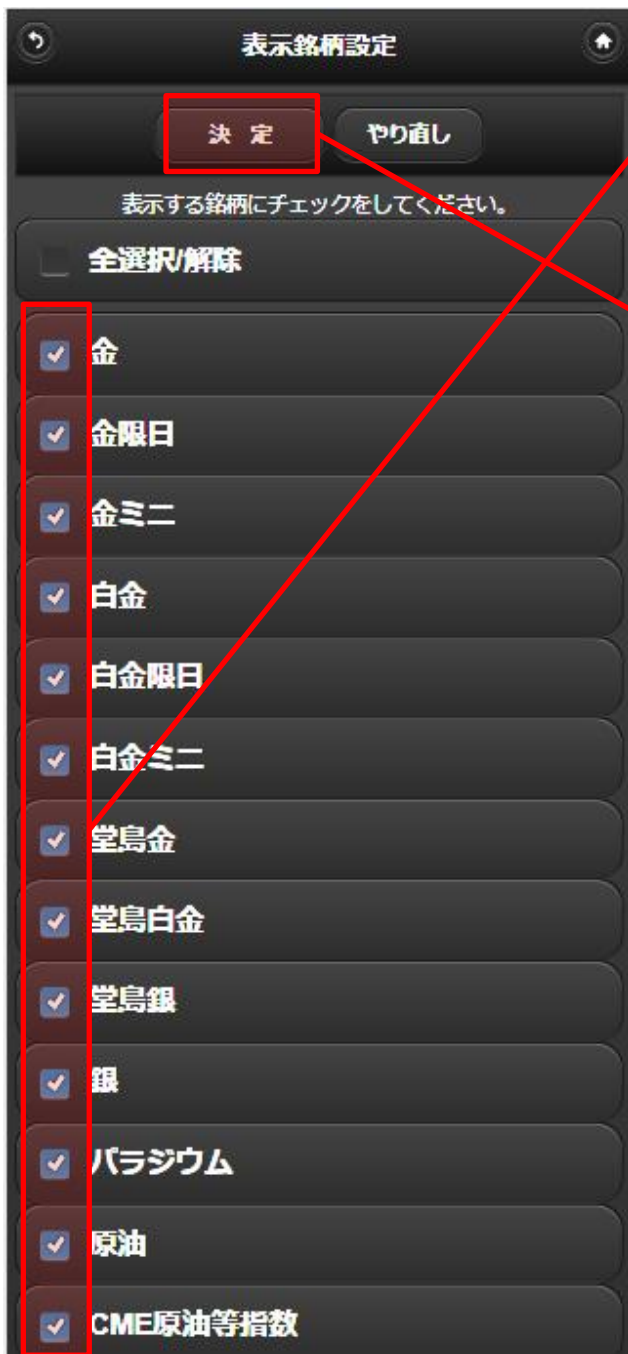 表示銘柄設定
決 定 やり直し
表示する銘柄にチェックをしてください。
全選択/解除
金
金限日
金ミニ
白金
白金限日
白金ミニ
堂島金
堂島白金
堂島銀
銀
パラジウム
原油
CME原油等指数